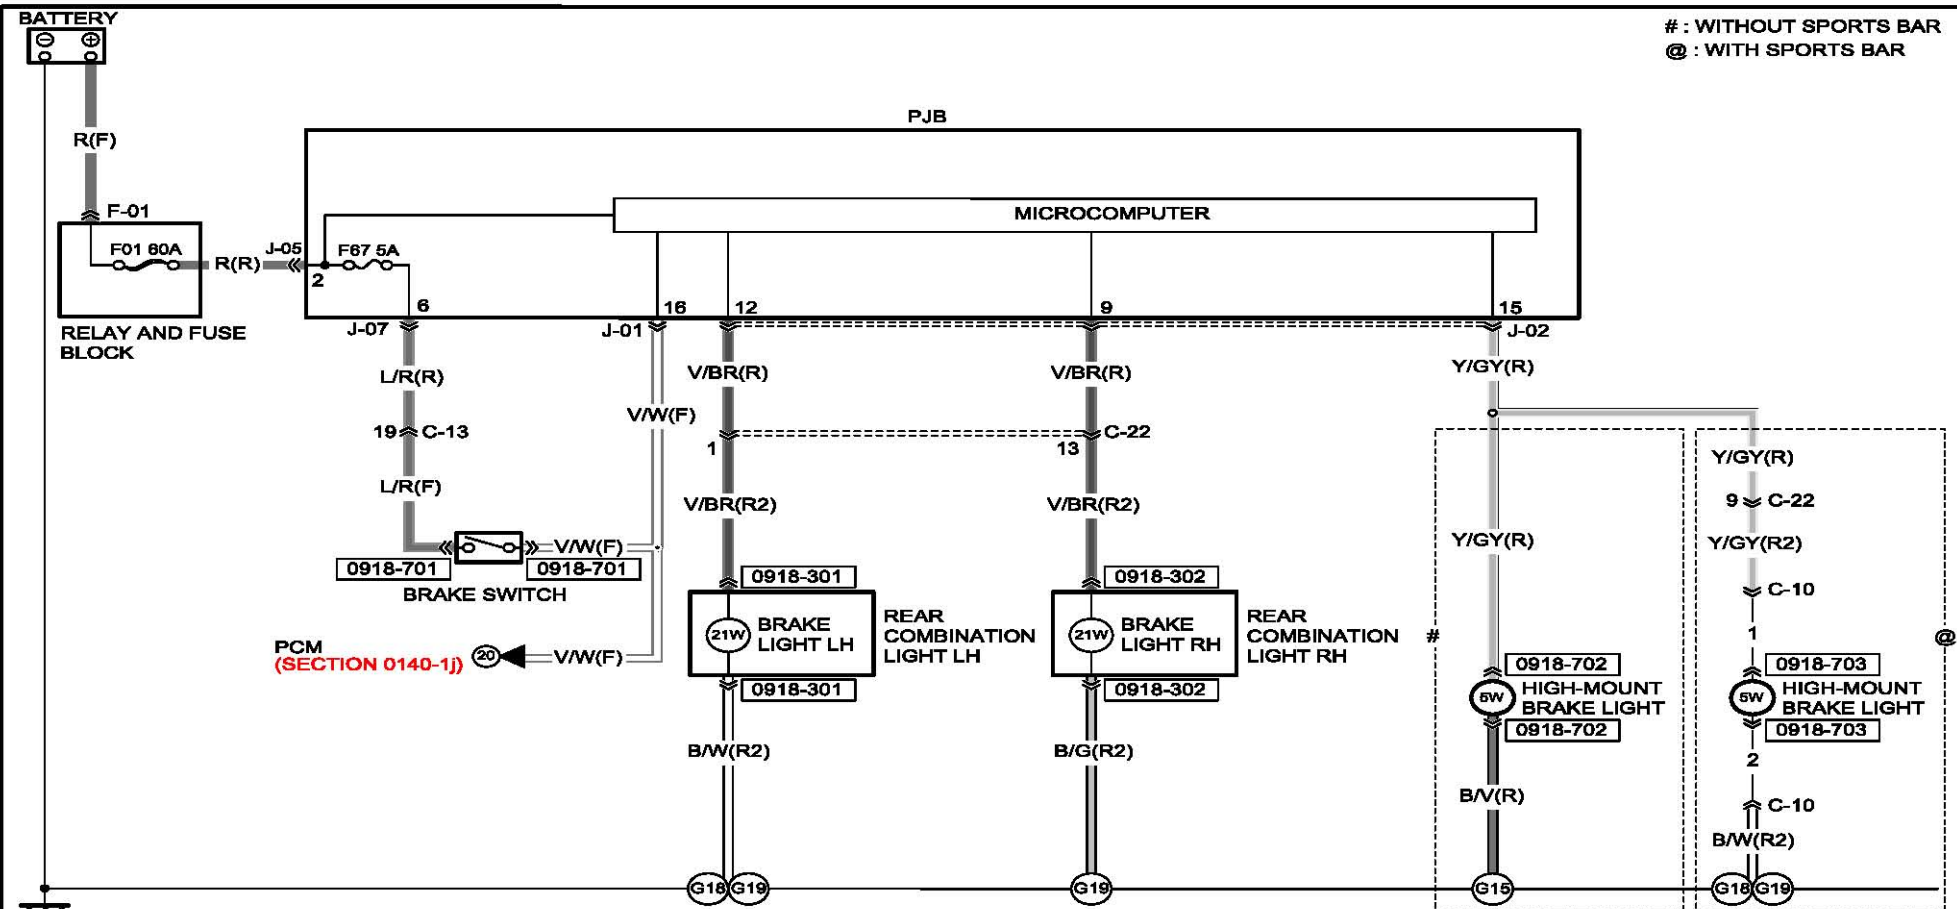 BATTERY
# : WITHOUT SPORTS BAR
@ : WITH SPORTS BAR
PJB
R(F)
F-01
MICROCOMPUTER
F01 60A
R(R)
J-05
2
F67 5A
6
16
12
9
15
RELAY AND FUSE
BLOCK
J-07
J-01
J-02
L/R(R)
V/BR(R)
V/BR(R)
Y/GY(R)
V/W(F)
19
C-13
1
13
C-22
Y/GY(R)
L/R(F)
V/BR(R2)
V/BR(R2)
9
C-22
Y/GY(R)
Y/GY(R2)
V/W(F)
0918-701
0918-701
BRAKE SWITCH
0918-301
0918-302
C-10
21W
BRAKE
LIGHT LH
REAR
COMBINATION
LIGHT LH
21W
BRAKE
LIGHT RH
REAR
COMBINATION
LIGHT RH
#
1
@
PCM
(SECTION 0140-1j)
20
V/W(F)
0918-301
0918-302
0918-702
5W
HIGH-MOUNT
BRAKE LIGHT
0918-702
0918-703
5W
HIGH-MOUNT
BRAKE LIGHT
0918-703
B/W(R2)
B/G(R2)
2
B/V(R)
C-10
B/W(R2)
G18
G19
G19
G15
G18
G19